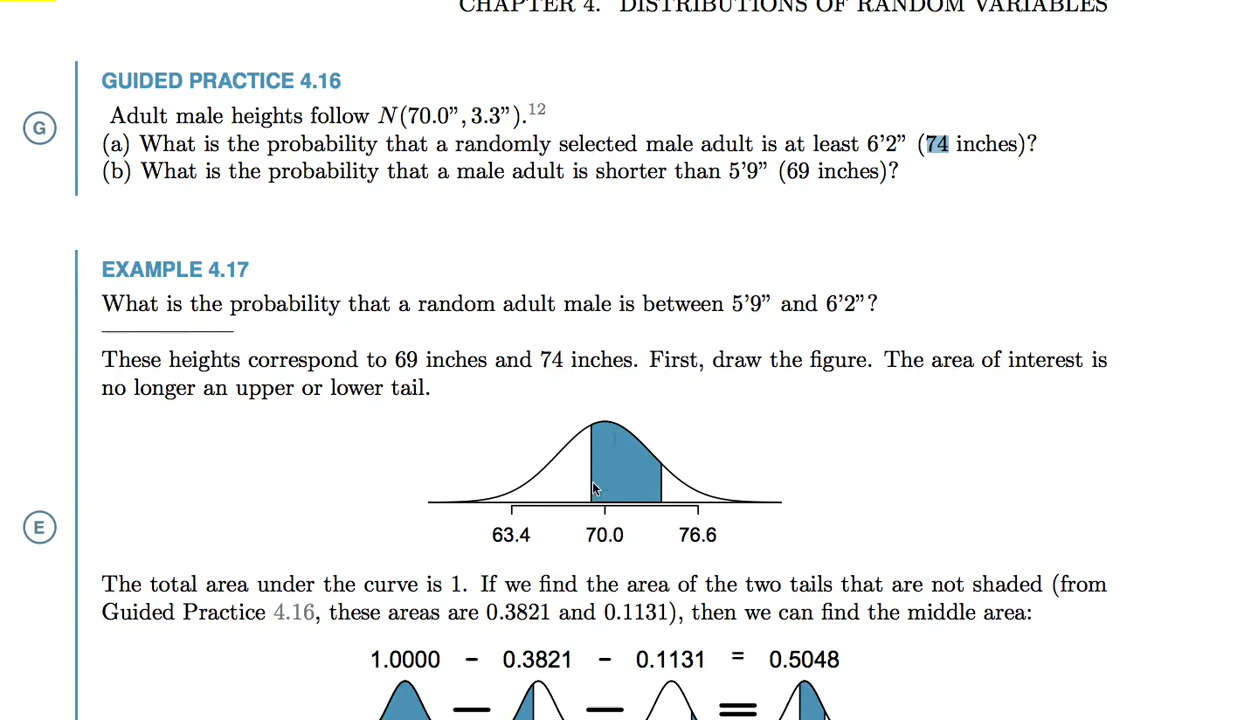 CHAPTER 4. DISTRIBUTIONS OF RANDOM VARIABLES
GUIDED PRACTICE 4.16
G
Adult male heights follow N(70.0”, 3.3”).12
(a) What is the probability that a randomly selected male adult is at least 6’2” (74 inches)?
(b) What is the probability that a male adult is shorter than 5’9” (69 inches)?
EXAMPLE 4.17
What is the probability that a random adult male is between 5’9” and 6’2”?
These heights correspond to 69 inches and 74 inches. First, draw the figure. The area of interest is
no longer an upper or lower tail.
63.4 70.0 76.6
E
The total area under the curve is 1. If we find the area of the two tails that are not shaded (from
Guided Practice 4.16, these areas are 0.3821 and 0.1131), then we can find the middle area:
1.0000 − 0.3821 − 0.1131 = 0.5048
− − =